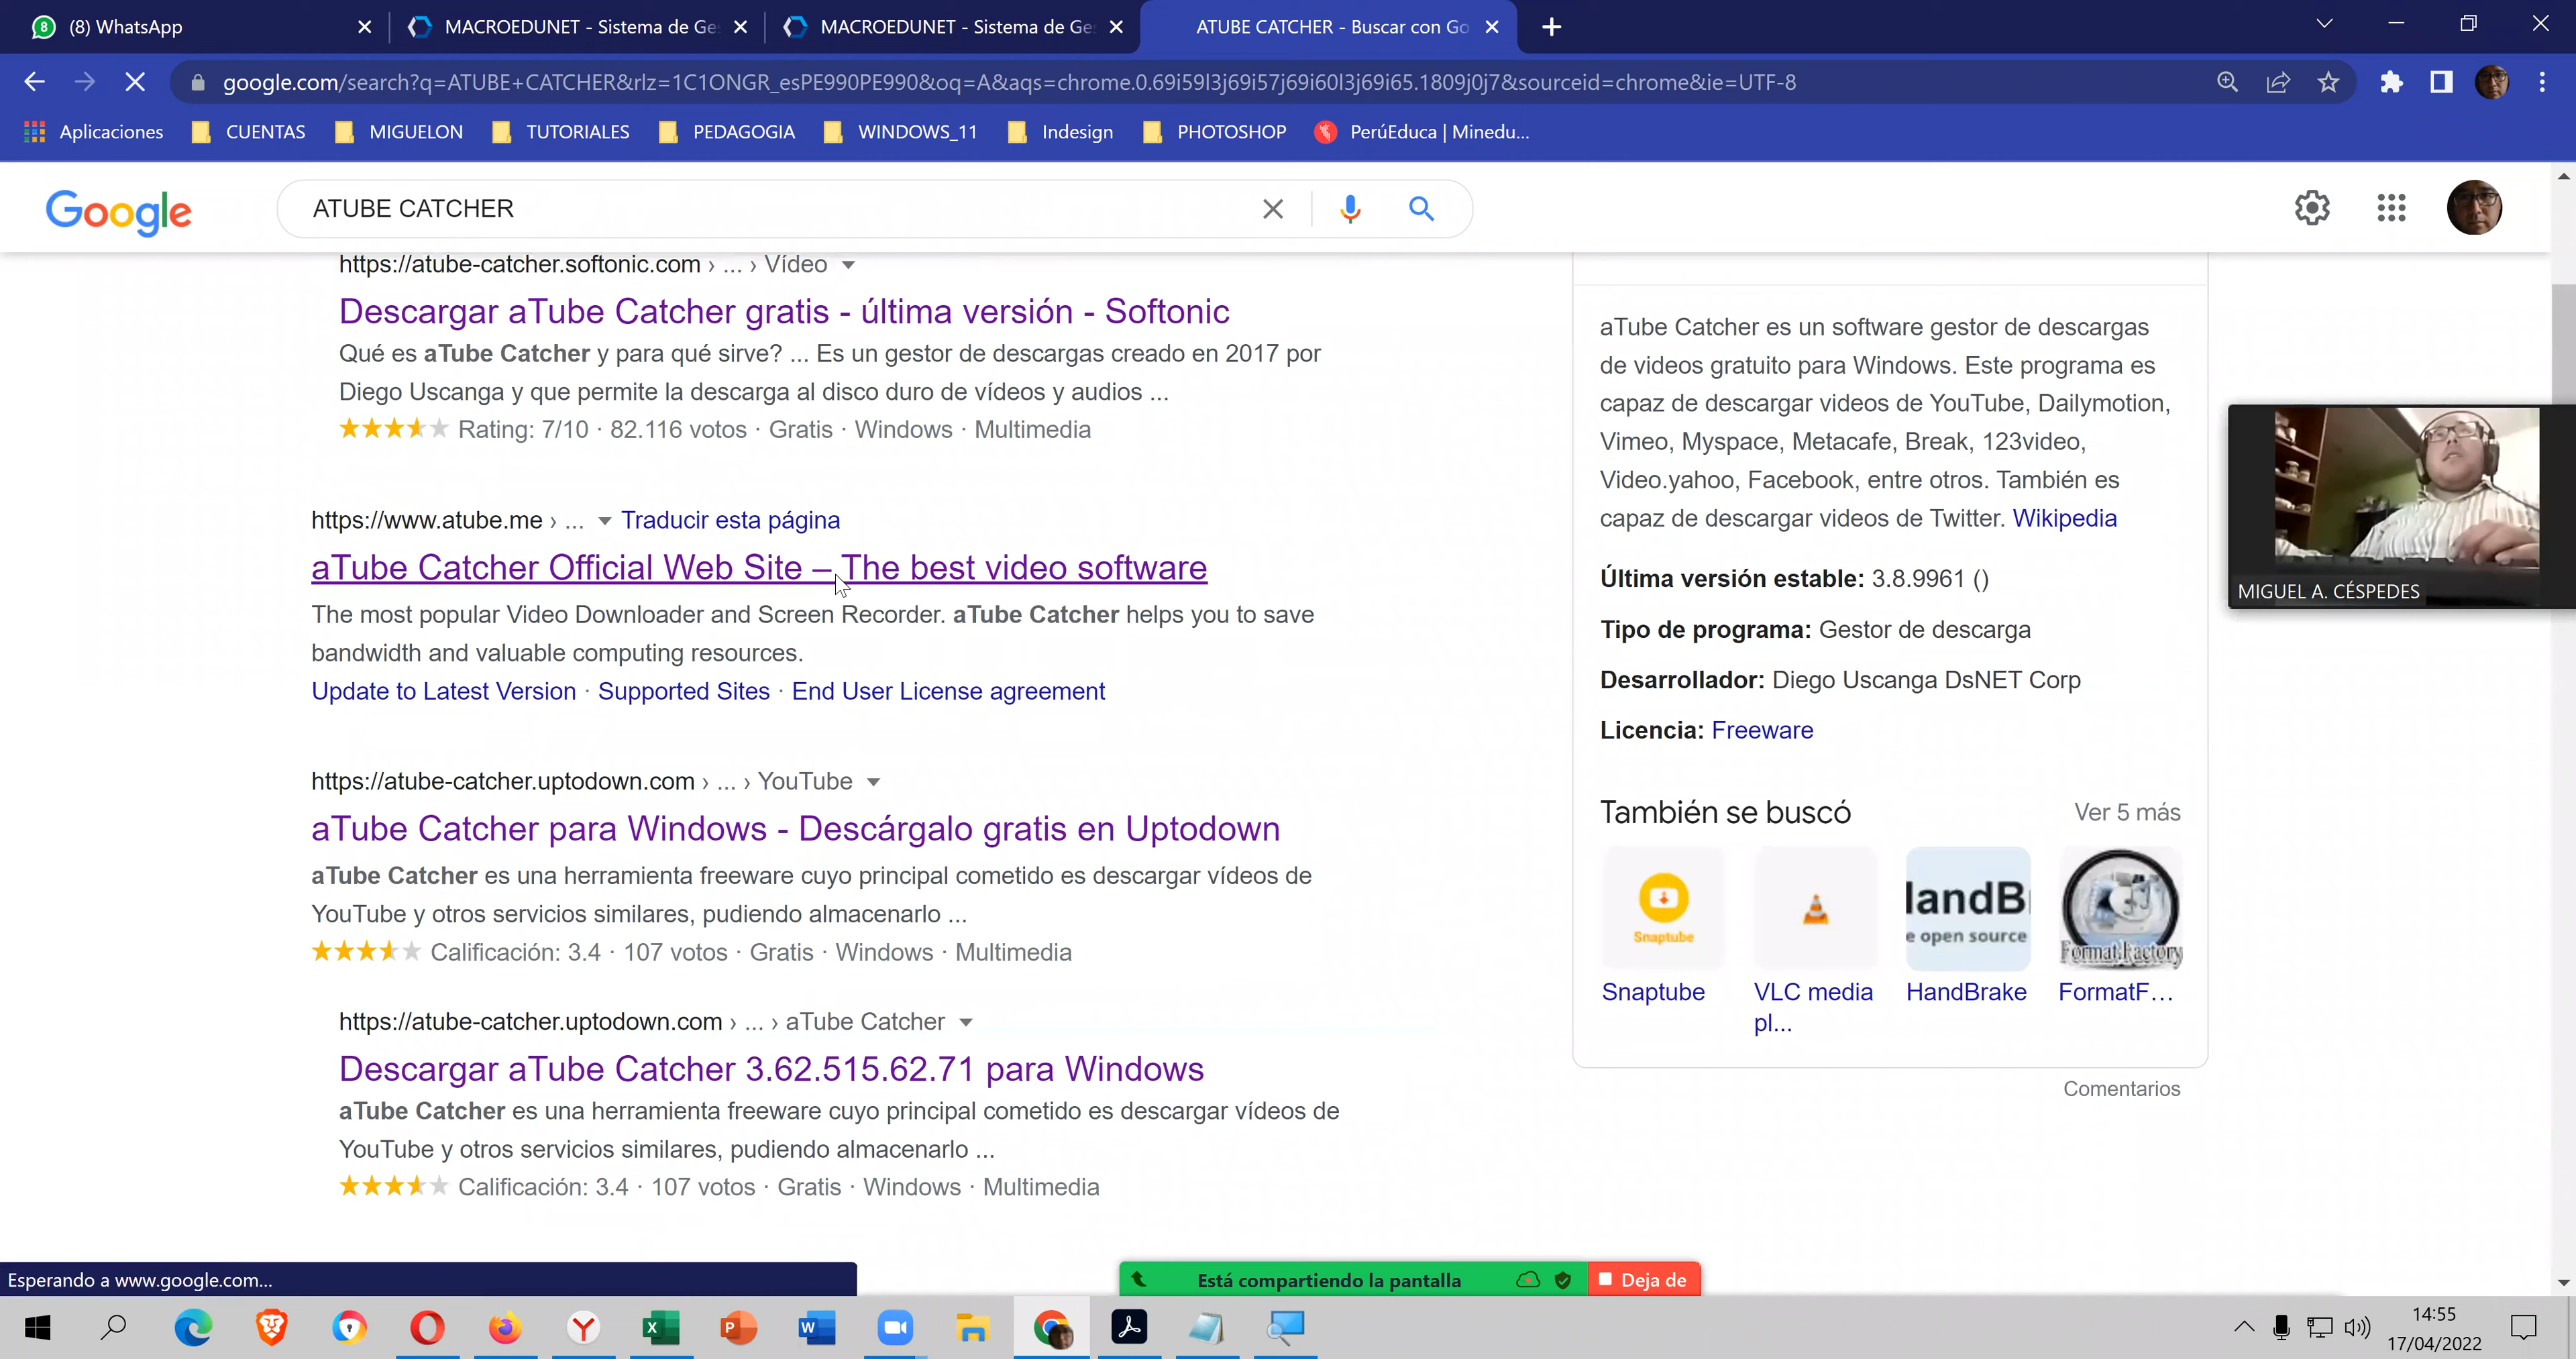 8 (8) WhatsApp
MACROEDUNET - Sistema de Ges
MACROEDUNET - Sistema de Ges
ATUBE CATCHER - Buscar con Go
google.com/search?q=ATUBE+CATCHER&rlz=1C1ONGR_esPE990PE990&oq=A&aqs=chrome.0.69i59l3j69i57j69i60l3j69i65.1809j0j7&sourceid=chrome&ie=UTF-8
Aplicaciones CUENTAS MIGUELON TUTORIALES PEDAGOGIA WINDOWS_11 Indesign PHOTOSHOP PerúEduca | Minedu...
Google
ATUBE CATCHER
https://atube-catcher.softonic.com › ... › Vídeo
Descargar aTube Catcher gratis - última versión - Softonic
Qué es aTube Catcher y para qué sirve? ... Es un gestor de descargas creado en 2017 por
Diego Uscanga y que permite la descarga al disco duro de vídeos y audios ...
Rating: 7/10 · 82.116 votos · Gratis · Windows · Multimedia
https://www.atube.me › ... Traducir esta página
aTube Catcher Official Web Site – The best video software
The most popular Video Downloader and Screen Recorder. aTube Catcher helps you to save
bandwidth and valuable computing resources.
Update to Latest Version · Supported Sites · End User License agreement
https://atube-catcher.uptodown.com › ... › YouTube
aTube Catcher para Windows - Descárgalo gratis en Uptodown
aTube Catcher es una herramienta freeware cuyo principal cometido es descargar vídeos de
YouTube y otros servicios similares, pudiendo almacenarlo ...
Calificación: 3.4 · 107 votos · Gratis · Windows · Multimedia
https://atube-catcher.uptodown.com › ... › aTube Catcher
Descargar aTube Catcher 3.62.515.62.71 para Windows
aTube Catcher es una herramienta freeware cuyo principal cometido es descargar vídeos de
YouTube y otros servicios similares, pudiendo almacenarlo ...
Calificación: 3.4 · 107 votos · Gratis · Windows · Multimedia
aTube Catcher es un software gestor de descargas
de videos gratuito para Windows. Este programa es
capaz de descargar videos de YouTube, Dailymotion,
Vimeo, Myspace, Metacafe, Break, 123video,
Video.yahoo, Facebook, entre otros. También es
capaz de descargar videos de Twitter. Wikipedia
Última versión estable: 3.8.9961 ()
Tipo de programa: Gestor de descarga
Desarrollador: Diego Uscanga DsNET Corp
Licencia: Freeware
También se buscó Ver 5 más
Snaptube
HandBr
e open source
Format Factory
Snaptube VLC media HandBrake FormatF...
pl...
Comentarios
MIGUEL A. CÉSPEDES
Esperando a www.google.com...
Está compartiendo la pantalla
Deja de
14:55
17/04/2022